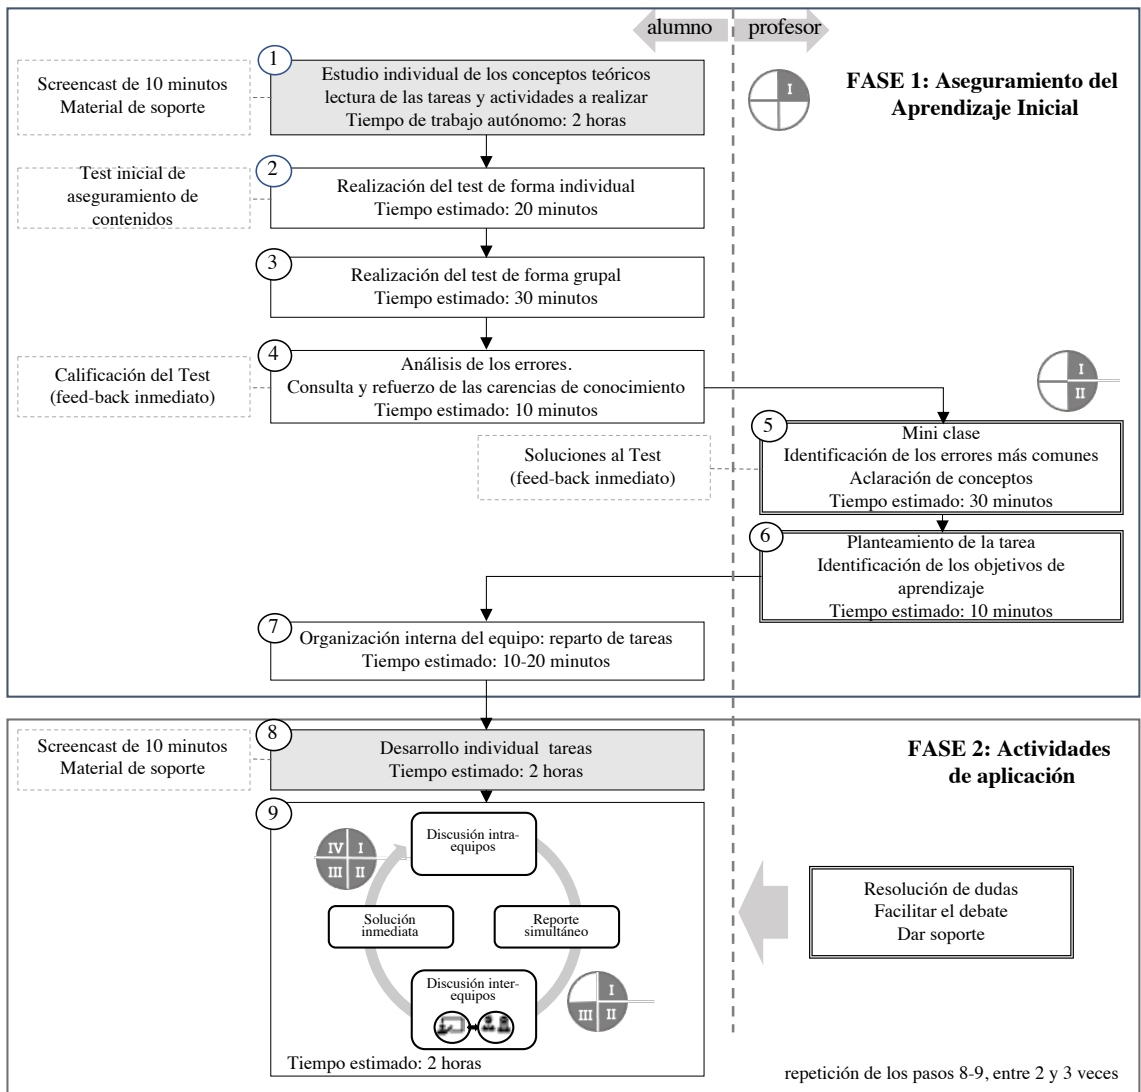 alumno
profesor
FASE 1: Aseguramiento del
Aprendizaje Inicial
I
Screencast de 10 minutos
Material de soporte
1
Estudio individual de los conceptos teóricos
lectura de las tareas y actividades a realizar
Tiempo de trabajo autónomo: 2 horas
Test inicial de
aseguramiento de
contenidos
2
Realización del test de forma individual
Tiempo estimado: 20 minutos
3
Realización del test de forma grupal
Tiempo estimado: 30 minutos
Calificación del Test
(feed-back inmediato)
4
Análisis de los errores.
Consulta y refuerzo de las carencias de conocimiento
Tiempo estimado: 10 minutos
I
II
Soluciones al Test
(feed-back inmediato)
5
Mini clase
Identificación de los errores más comunes
Aclaración de conceptos
Tiempo estimado: 30 minutos
6
Planteamiento de la tarea
Identificación de los objetivos de
aprendizaje
Tiempo estimado: 10 minutos
7
Organización interna del equipo: reparto de tareas
Tiempo estimado: 10-20 minutos
FASE 2: Actividades
de aplicación
Screencast de 10 minutos
Material de soporte
8
Desarrollo individual tareas
Tiempo estimado: 2 horas
9
IV I
III II
Discusión intra-
equipos
Solución
inmediata
Reporte
simultáneo
Discusión inter-
equipos
I
III II
Tiempo estimado: 2 horas
Resolución de dudas
Facilitar el debate
Dar soporte
repetición de los pasos 8-9, entre 2 y 3 veces